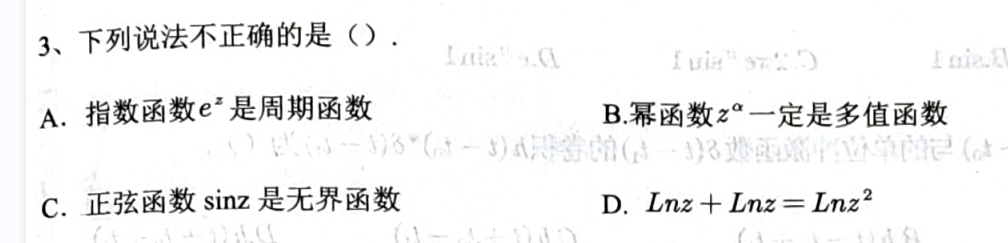 3、下列说法不正确的是（）.
A. 指数函数e^z是周期函数 B.幂函数z^α一定是多值函数
C. 正弦函数 sinz 是无界函数 D. Lnz + Lnz = Lnz²